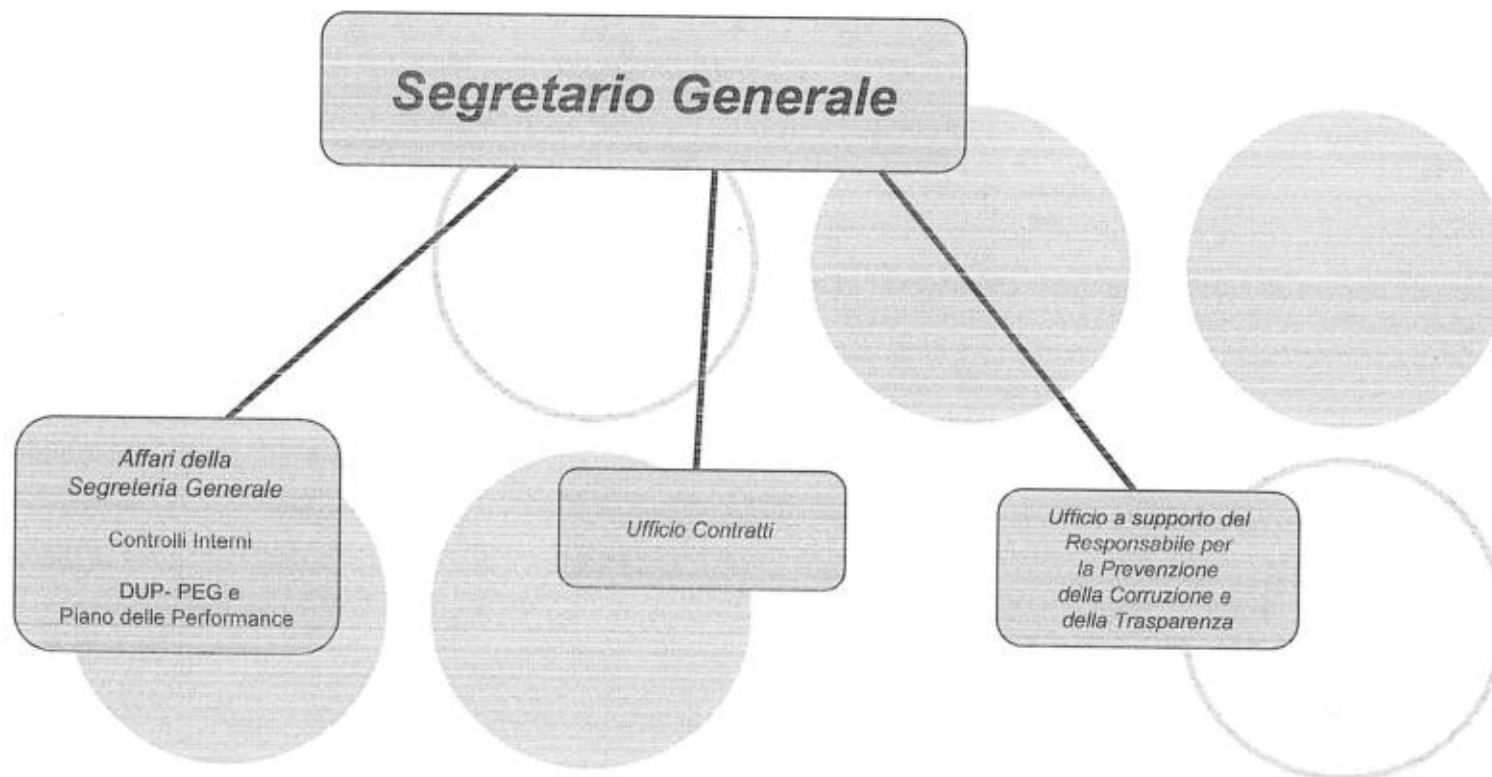 Segretario Generale
Affari della
Segreteria Generale
Controlli Interni
DUP- PEG e
Piano delle Performance
Ufficio Contratti
Ufficio a supporto del
Responsabile per
la Prevenzione
della Corruzione e
della Trasparenza